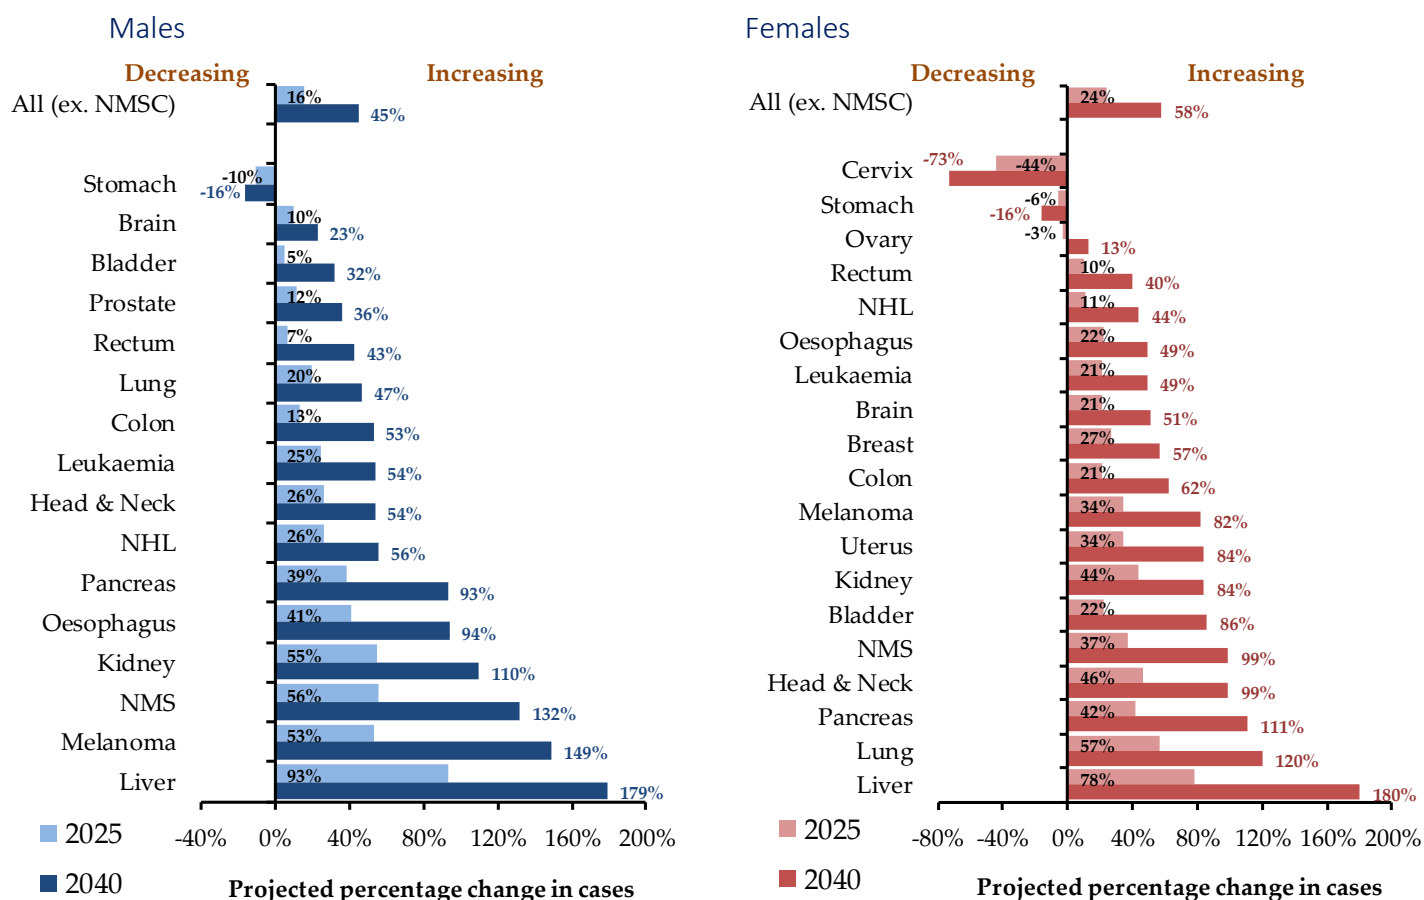 Males
Decreasing Increasing
All (ex. NMSC) 16% 45%
Stomach -10% -16%
Brain 10% 23%
Bladder 5% 32%
Prostate 12% 36%
Rectum 7% 43%
Lung 20% 47%
Colon 13% 53%
Leukaemia 25% 54%
Head & Neck 26% 54%
NHL 26% 56%
Pancreas 39% 93%
Oesophagus 41% 94%
Kidney 55% 110%
NMS 56% 132%
Melanoma 53% 149%
Liver 93% 179%
-40% 0% 40% 80% 120% 160% 200%
2025
2040
Projected percentage change in cases
Females
Decreasing Increasing
All (ex. NMSC) 24% 58%
Cervix -73% -44%
Stomach -6% -16%
Ovary -3% 13%
Rectum 10% 40%
NHL 11% 44%
Oesophagus 22% 49%
Leukaemia 21% 49%
Brain 21% 51%
Breast 27% 57%
Colon 21% 62%
Melanoma 34% 82%
Uterus 34% 84%
Kidney 44% 84%
Bladder 22% 86%
NMS 37% 99%
Head & Neck 46% 99%
Pancreas 42% 111%
Lung 57% 120%
Liver 78% 180%
-80% -40% 0% 40% 80% 120% 160% 200%
2025
2040
Projected percentage change in cases